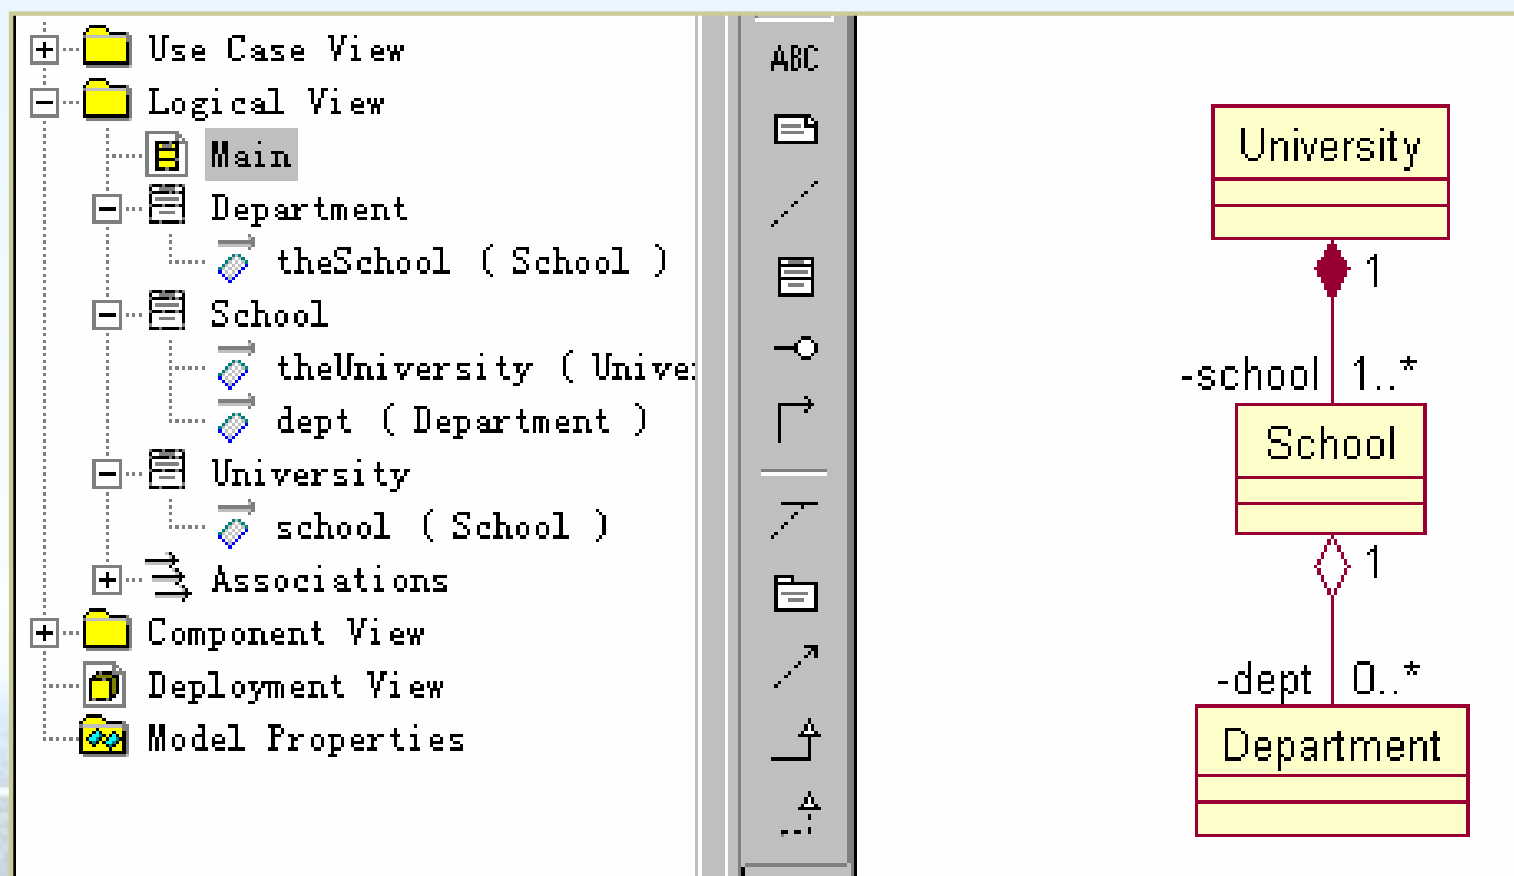 Use Case View
Logical View
Main
Department
theSchool ( School )
School
theUniversity ( Unive
dept ( Department )
University
school ( School )
Associations
Component View
Deployment View
Model Properties
ABC
University
1
-school 1..*
School
1
-dept 0..*
Department